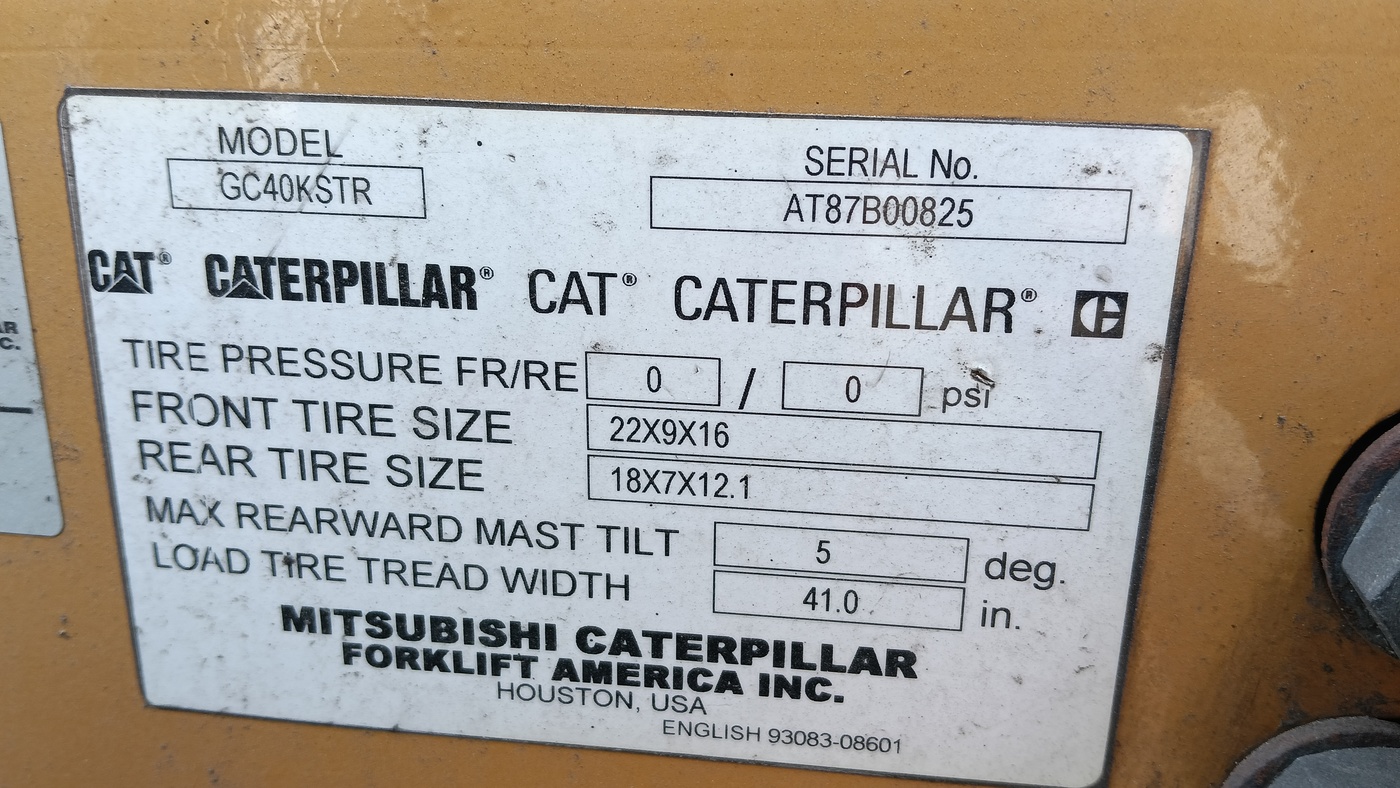 MODEL
GC40KSTR
SERIAL No.
AT87B00825
CAT® CATERPILLAR® CAT® CATERPILLAR®
TIRE PRESSURE FR/RE 0 / 0 psi
FRONT TIRE SIZE 22X9X16
REAR TIRE SIZE 18X7X12.1
MAX REARWARD MAST TILT 5 deg.
LOAD TIRE TREAD WIDTH 41.0 in.
MITSUBISHI CATERPILLAR
FORKLIFT AMERICA INC.
HOUSTON, USA
ENGLISH 93083-08601